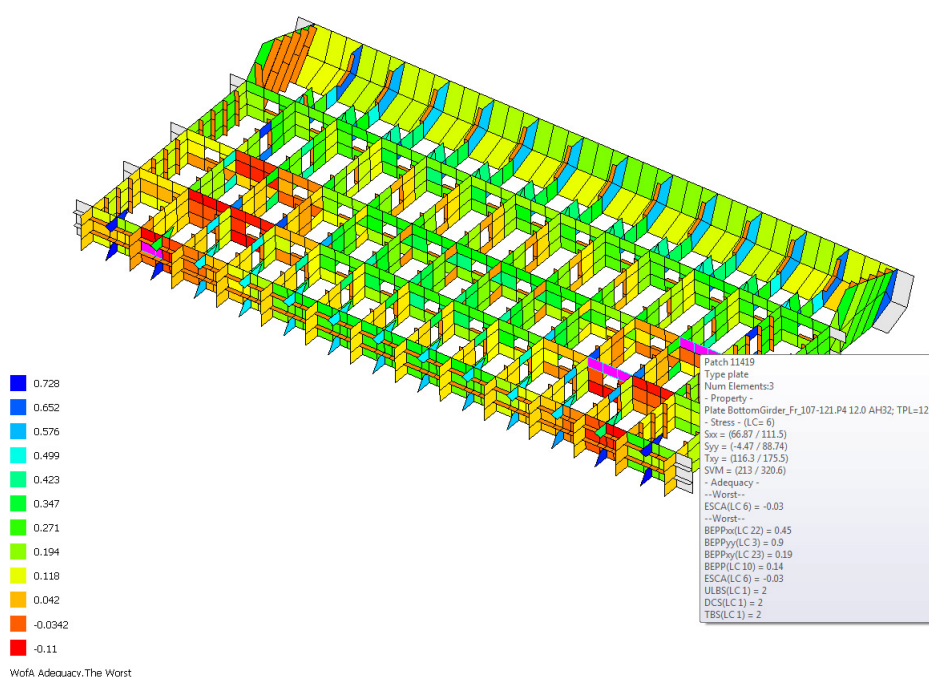 0.728
0.652
0.576
0.499
0.423
0.347
0.271
0.194
0.118
0.042
-0.0342
-0.11
WofA Adequacy.The Worst
Patch 11419
Type plate
Num Elements:3
- Property -
Plate BottomGirder_Fr_107-121.P4 12.0 AH32; TPL=12
- Stress - (LC= 6)
Sxx = (66.87 / 111.5)
Syy = (-4.47 / 88.74)
Txy = (116.3 / 175.5)
SVM = (213 / 320.6)
- Adequacy -
--Worst--
ESCA(LC 6) = -0.03
--Worst--
BEPPxx(LC 22) = 0.45
BEPPyy(LC 3) = 0.9
BEPPxy(LC 23) = 0.19
BEPP(LC 10) = 0.14
ESCA(LC 6) = -0.03
ULBS(LC 1) = 2
DCS(LC 1) = 2
TBS(LC 1) = 2